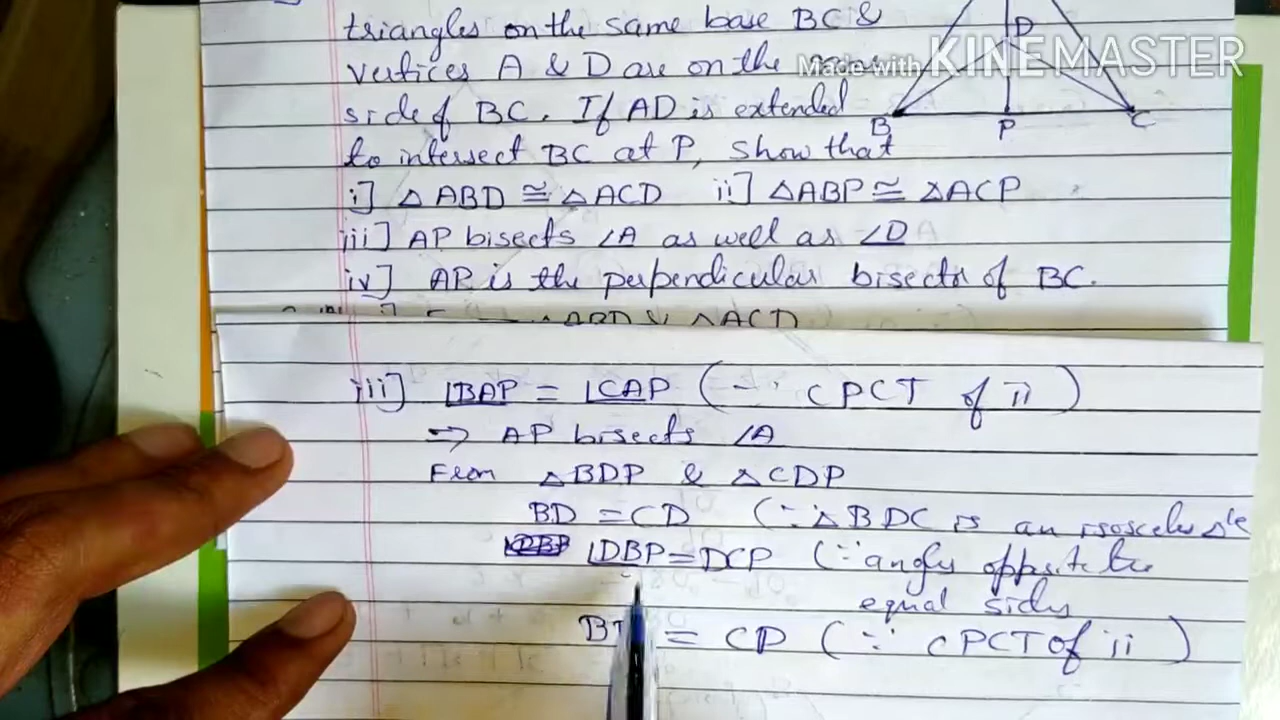 triangles on the same base BC &
vertices A & D are on the same
side of BC. If AD is extended
to intersect BC at P, show that
i] △ABD ≅ △ACD ii] △ABP ≅ △ACP
iii] AP bisects ∠A as well as ∠D
iv] AP is the perpendicular bisector of BC.
△ABD & △ACD
D
B
P
C
Made with KINEMASTER
iii] ∠BAP = ∠CAP (∵ CPCT of ii)
⇒ AP bisects ∠A
From △BDP & △CDP
BD = CD (∵ △BDC is an isosceles △le
∠DBP = DCP (∵ angles opposite to
equal sides
= CP (∵ CPCT of ii)